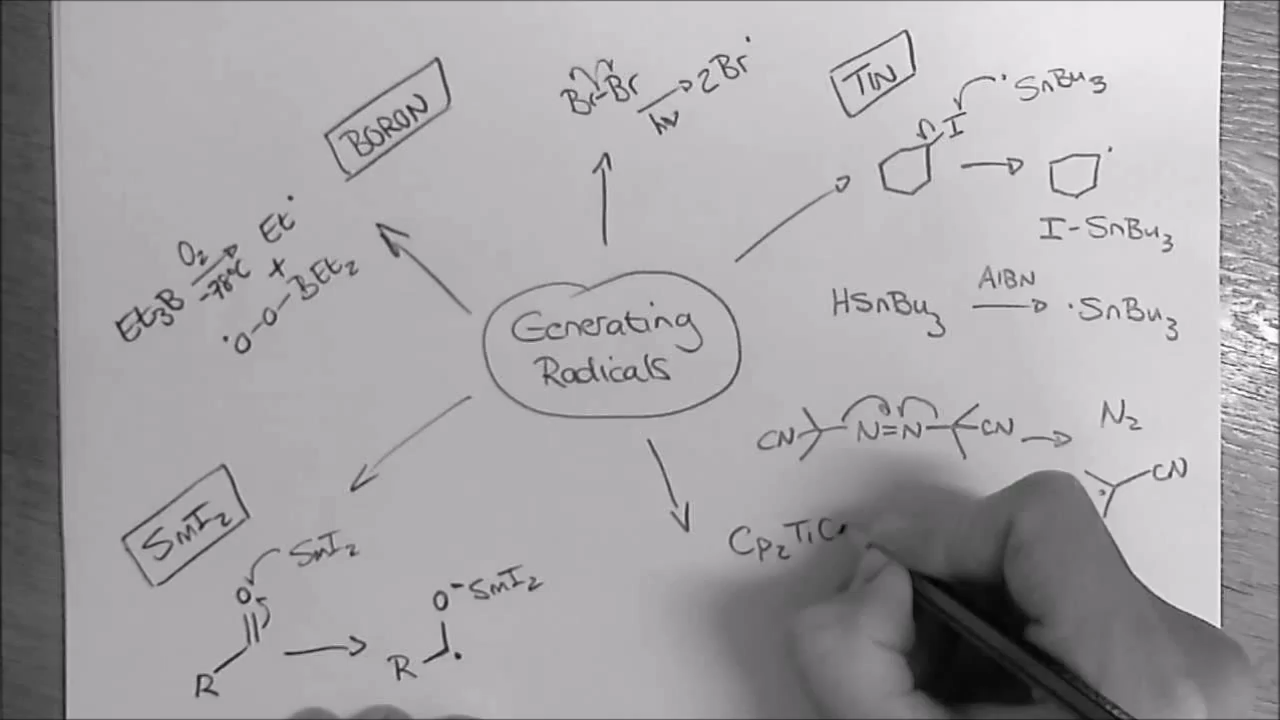 BORON
Br-Br hν 2Br·
TIN
·SnBu3
I
I-SnBu3
HSnBu3 AIBN ·SnBu3
O2
Et3B -78°C Et·
+
·O-O-BEt2
Generating
Radicals
CN N=N CN N2
CN
Cp2TiC
SmI2
SmI2
O
R
O-SmI2
R